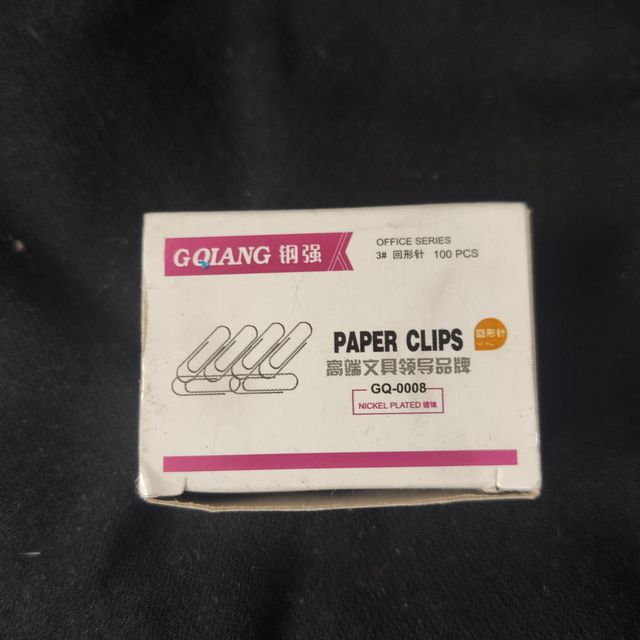 GQIANG 钢强
OFFICE SERIES
3# 回形针 100 PCS
PAPER CLIPS
回形针
NEW
高端文具领导品牌
GQ-0008
NICKEL PLATED 镀镍